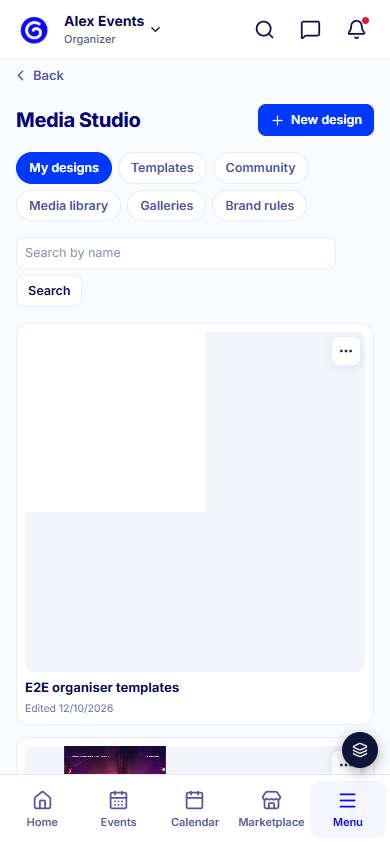 Alex Events
Organizer
Back
Media Studio
New design
My designs
Templates
Community
Media library
Galleries
Brand rules
Search by name
Search
E2E organiser templates
Edited 12/10/2026
Home
Events
Calendar
Marketplace
Menu